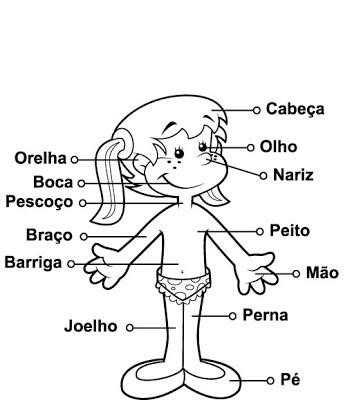 Cabeça
Olho
Orelha
Nariz
Boca
Pescoço
Braço
Peito
Barriga
Mão
Perna
Joelho
Pé